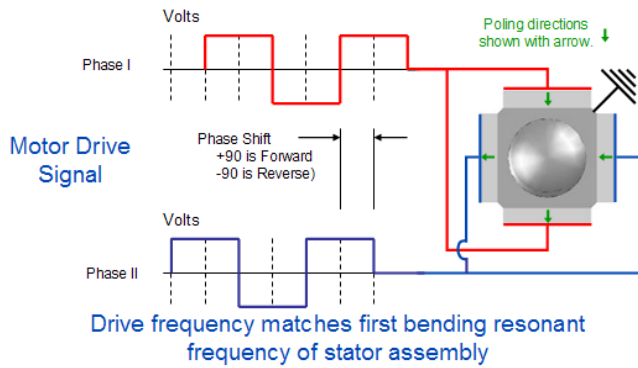 Volts
Poling directions
shown with arrow.
Phase I
Motor Drive
Signal
Phase Shift
+90 is Forward
-90 is Reverse)
Volts
Phase II
Drive frequency matches first bending resonant
frequency of stator assembly